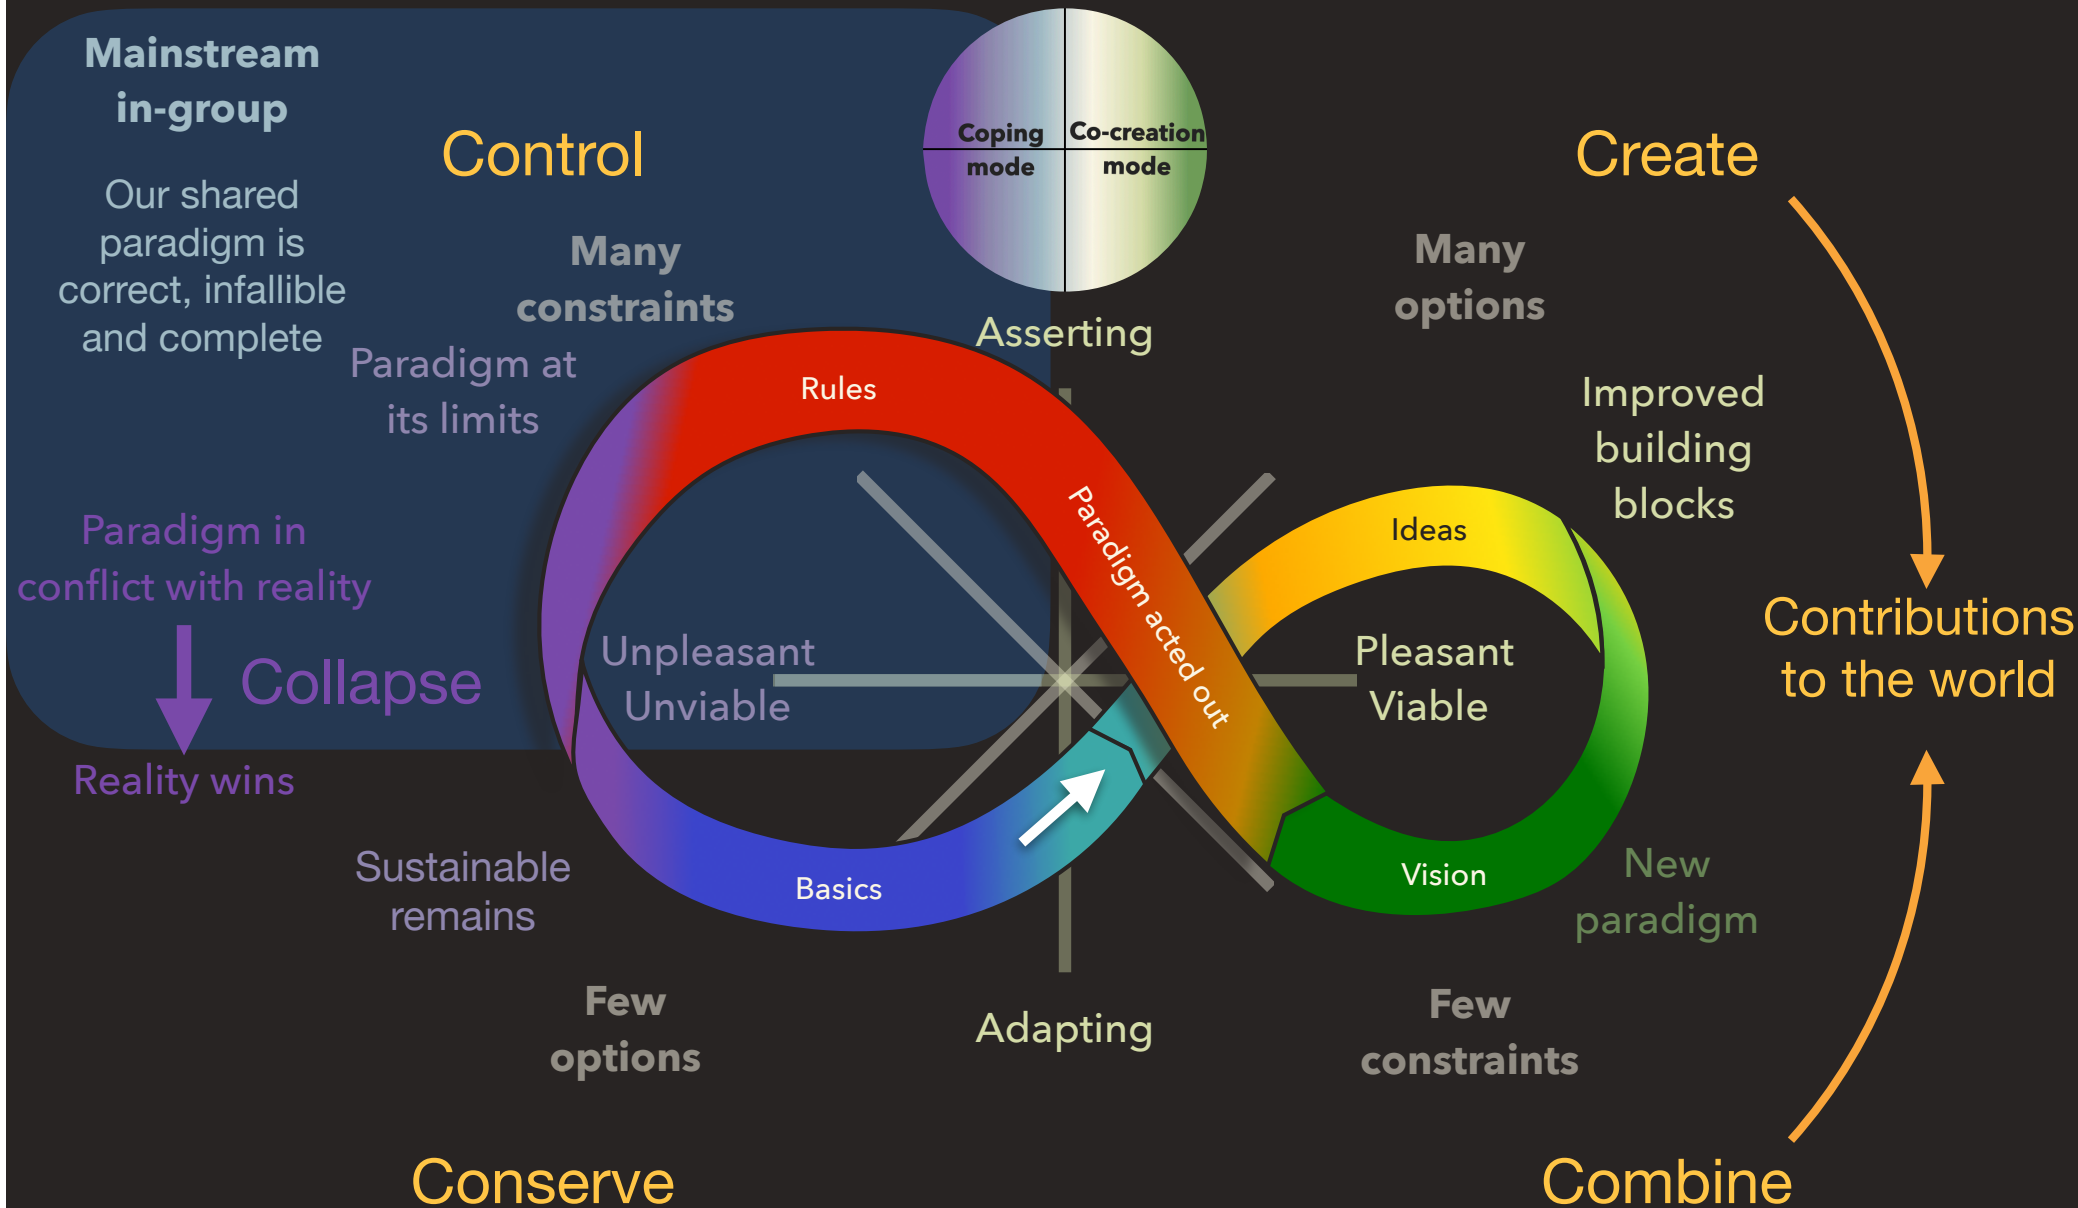 Mainstream
in-group
Our shared
paradigm is
correct, infallible
and complete
Control
Coping
mode
Co-creation
mode
Create
Many
constraints
Many
options
Asserting
Paradigm at
its limits
Rules
Improved
building
blocks
Paradigm in
conflict with reality
Collapse
Reality wins
Paradigm acted out
Ideas
Unpleasant
Unviable
Pleasant
Viable
Contributions
to the world
Sustainable
remains
Basics
Vision
New
paradigm
Few
options
Adapting
Few
constraints
Conserve
Combine